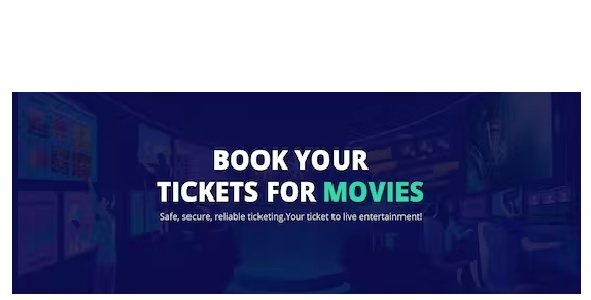 BOOK YOUR
TICKETS FOR MOVIES
Safe, secure, reliable ticketing.Your ticket to live entertainment!